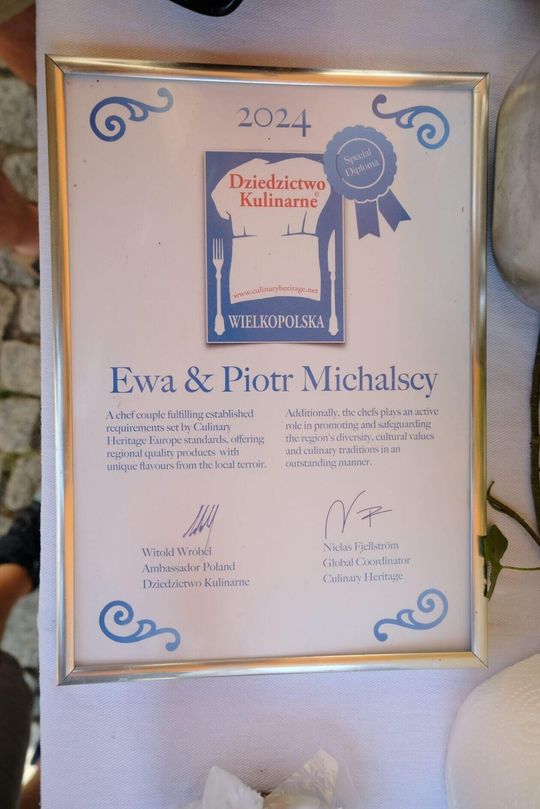 2024
Special
Diploma
Dziedzictwo
Kulinarne©
www.culinaryheritage.net
WIELKOPOLSKA
Ewa & Piotr Michalscy
A chef couple fulfilling established
requirements set by Culinary
Heritage Europe standards, offering
regional quality products with
unique flavours from the local terroir.
Additionally, the chefs plays an active
role in promoting and safeguarding
the region's diversity, cultural values
and culinary traditions in an
outstanding manner.
Witold Wróbel
Ambassador Poland
Dziedzictwo Kulinarne
Niclas Fjellström
Global Coordinator
Culinary Heritage